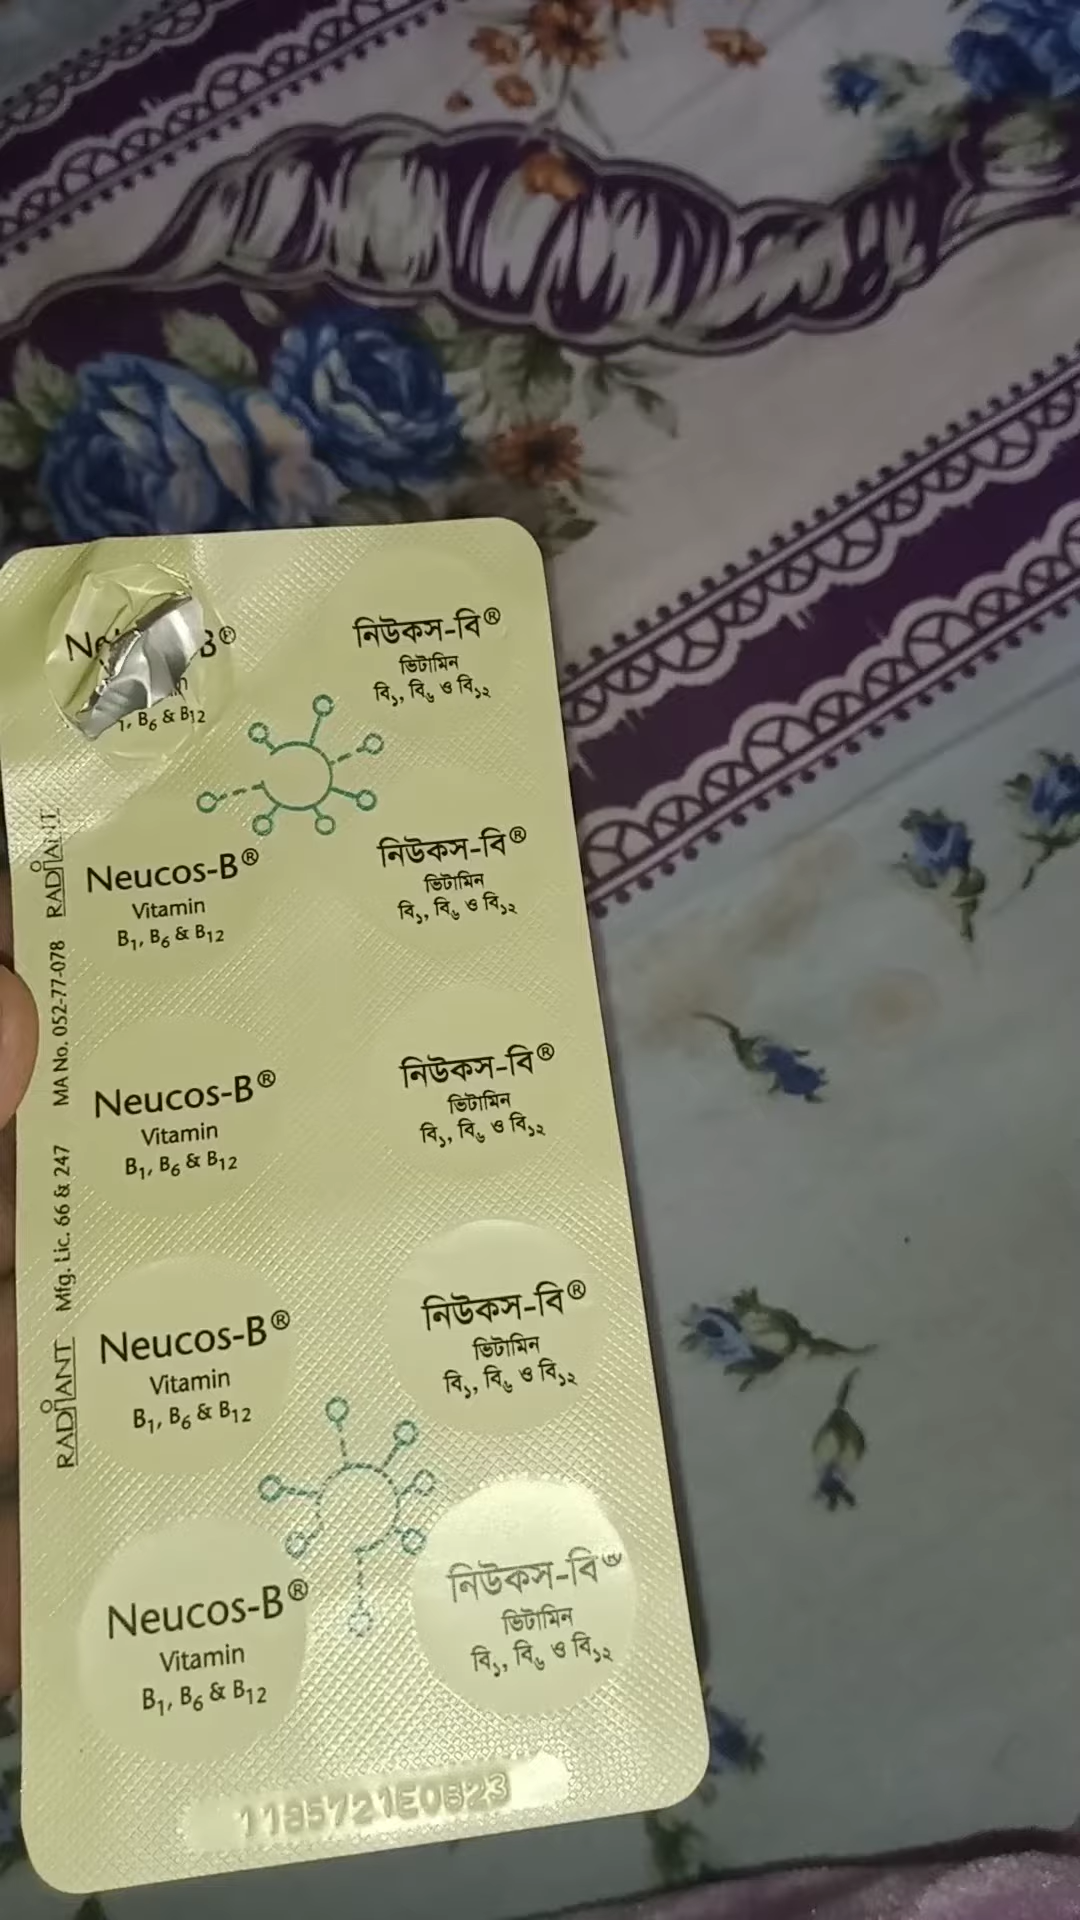 Ne B®
নিউকস-বি®
ভিটামিন
বি₁, বি৬ ও বি১২
B6 & B12
Neucos-B®
Vitamin
B1, B6 & B12
নিউকস-বি®
ভিটামিন
বি১, বি৬ ও বি১২
Neucos-B®
Vitamin
B1, B6 & B12
নিউকস-বি®
ভিটামিন
বি১, বি৬ ও বি১২
Neucos-B®
Vitamin
B1, B6 & B12
নিউকস-বি®
ভিটামিন
বি১, বি৬ ও বি১২
Neucos-B®
Vitamin
B1, B6 & B12
নিউকস-বি®
ভিটামিন
বি১, বি৬ ও বি১২
RADIANT Mfg. Lic. 66 & 247 MA No. 052-77-078 RADIANT